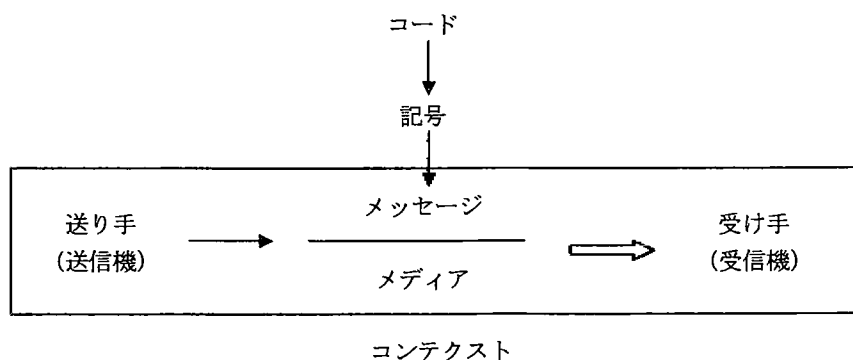 コード
記号
メッセージ
送り手
(送信機)
メディア
受け手
(受信機)
コンテクスト